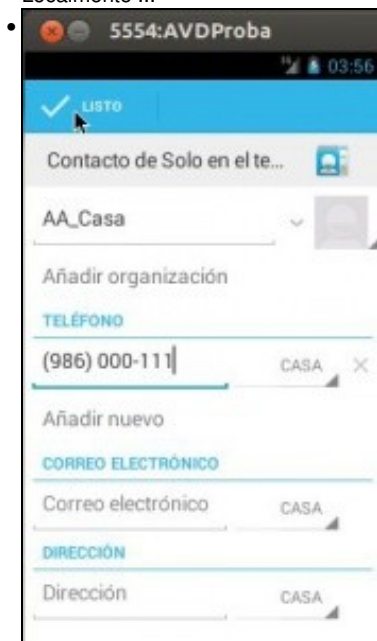 5554:AVDProba
03:56
LISTO
Contacto de Solo en el te...
AA_Casa
Añadir organización
TELÉFONO
(986) 000-111 CASA
Añadir nuevo
CORREO ELECTRÓNICO
Correo electrónico CASA
DIRECCIÓN
Dirección CASA